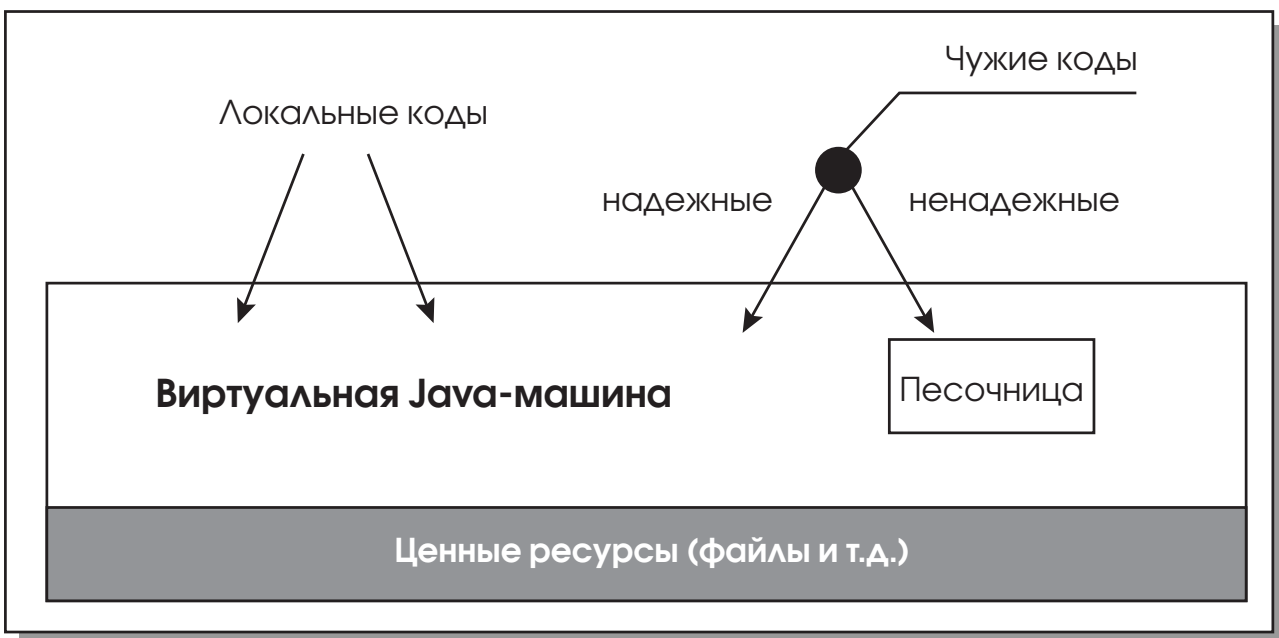 Чужие коды
Локальные коды
надежные
ненадежные
Виртуальная Java-машина
Песочница
Ценные ресурсы (файлы и т.д.)